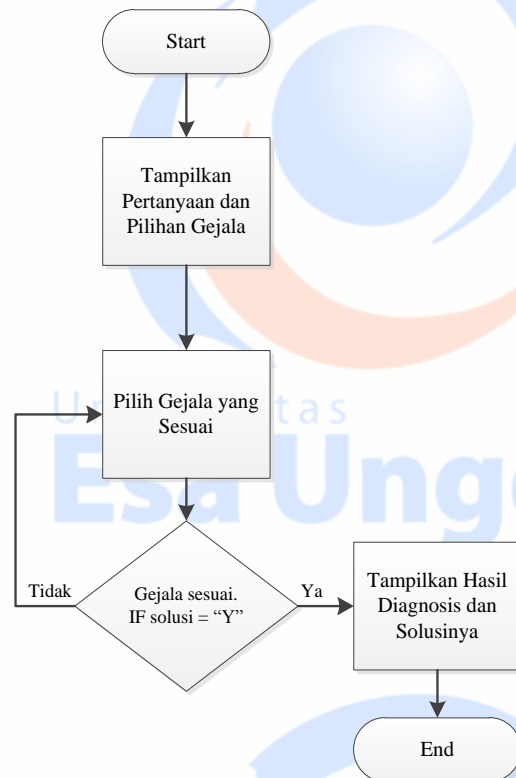 Start
Tampilkan
Pertanyaan dan
Pilihan Gejala
Pilih Gejala yang
Sesuai
Tidak
Gejala sesuai.
IF solusi = “Y”
Ya
Tampilkan Hasil
Diagnosis dan
Solusinya
End
Esa Ungg